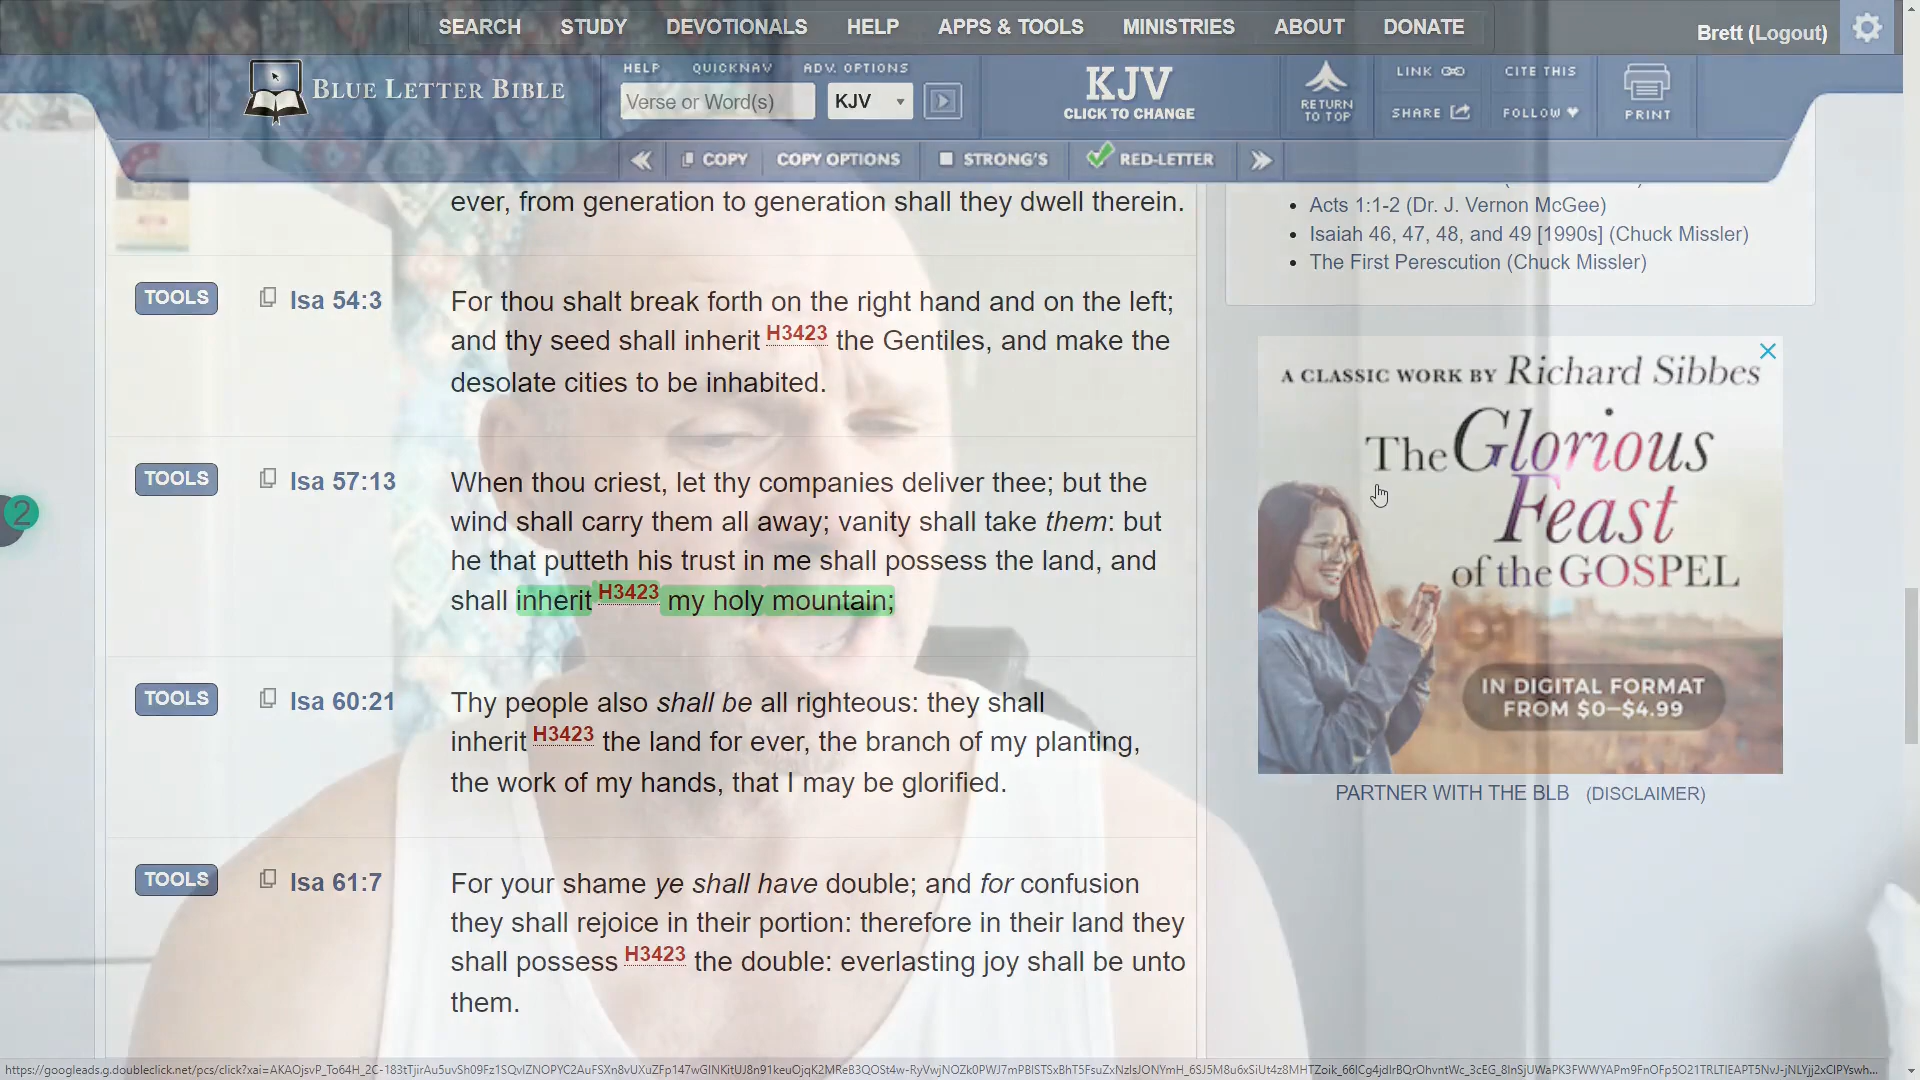 SEARCH STUDY DEVOTIONALS HELP APPS & TOOLS MINISTRIES ABOUT DONATE
Brett (Logout)
HELP QUICKNAV ADV. OPTIONS
BLUE LETTER BIBLE
Verse or Word(s)
KJV
KJV
CLICK TO CHANGE
RETURN
TO TOP
LINK
SHARE
CITE THIS
FOLLOW
PRINT
COPY COPY OPTIONS STRONG'S RED-LETTER
ever, from generation to generation shall they dwell therein.
TOOLS Isa 54:3
For thou shalt break forth on the right hand and on the left;
and thy seed shall inherit H3423 the Gentiles, and make the
desolate cities to be inhabited.
TOOLS Isa 57:13
When thou criest, let thy companies deliver thee; but the
wind shall carry them all away; vanity shall take them: but
he that putteth his trust in me shall possess the land, and
shall inherit H3423 my holy mountain;
TOOLS Isa 60:21
Thy people also shall be all righteous: they shall
inherit H3423 the land for ever, the branch of my planting,
the work of my hands, that I may be glorified.
TOOLS Isa 61:7
For your shame ye shall have double; and for confusion
they shall rejoice in their portion: therefore in their land they
shall possess H3423 the double: everlasting joy shall be unto
them.
2
Acts 1:1-2 (Dr. J. Vernon McGee)
Isaiah 46, 47, 48, and 49 [1990s] (Chuck Missler)
The First Perescution (Chuck Missler)
A CLASSIC WORK BY Richard Sibbes
The Glorious
Feast
of the GOSPEL
IN DIGITAL FORMAT
FROM $0–$4.99
PARTNER WITH THE BLB (DISCLAIMER)